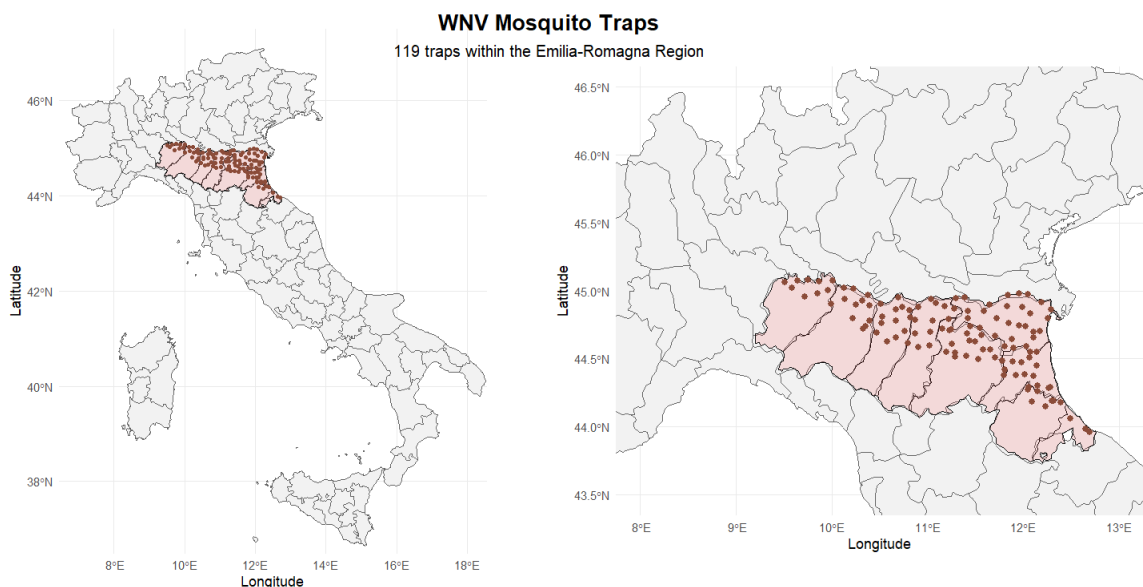 WNV Mosquito Traps
119 traps within the Emilia-Romagna Region
46°N
44°N
42°N
40°N
38°N
Latitude
8°E 10°E 12°E 14°E 16°E 18°E
Longitude
46.5°N
46.0°N
45.5°N
45.0°N
44.5°N
44.0°N
43.5°N
Latitude
8°E 9°E 10°E 11°E 12°E 13°E
Longitude